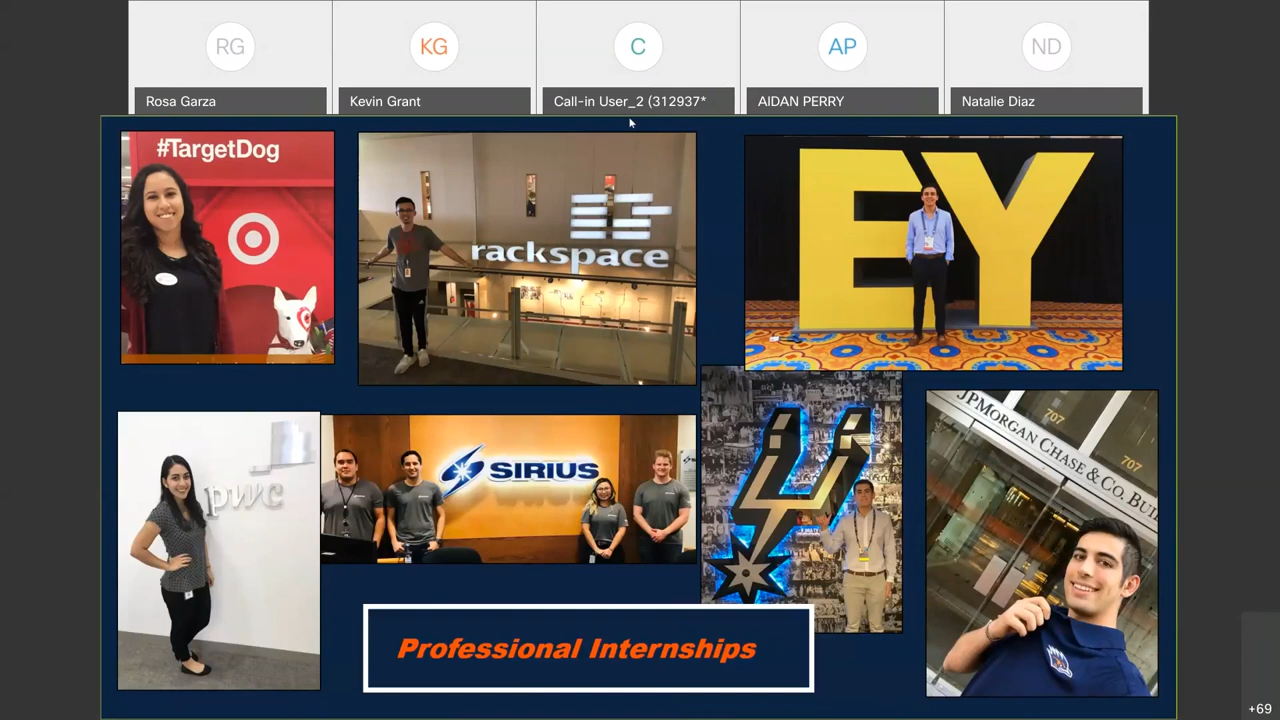 RG
KG
C
AP
ND
Rosa Garza
Kevin Grant
Call-in User_2 (312937*
AIDAN PERRY
Natalie Diaz
#TargetDog
rackspace
EY
pwc
SIRIUS
JPMORGAN CHASE & CO. BUI
707
707
Professional Internships
+69